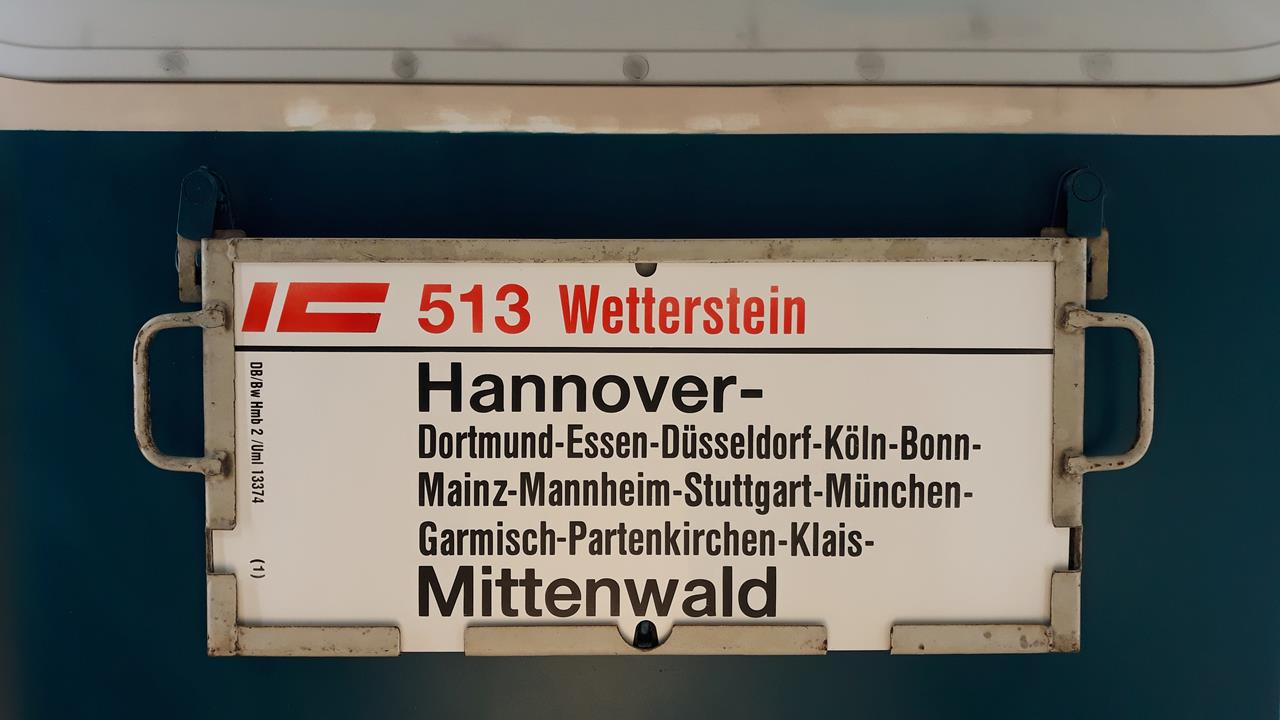 IC 513 Wetterstein
Hannover-
Dortmund-Essen-Düsseldorf-Köln-Bonn-
Mainz-Mannheim-Stuttgart-München-
Garmisch-Partenkirchen-Klais-
Mittenwald
DB/Bw Hmb 2 /Uml 13374 (1)